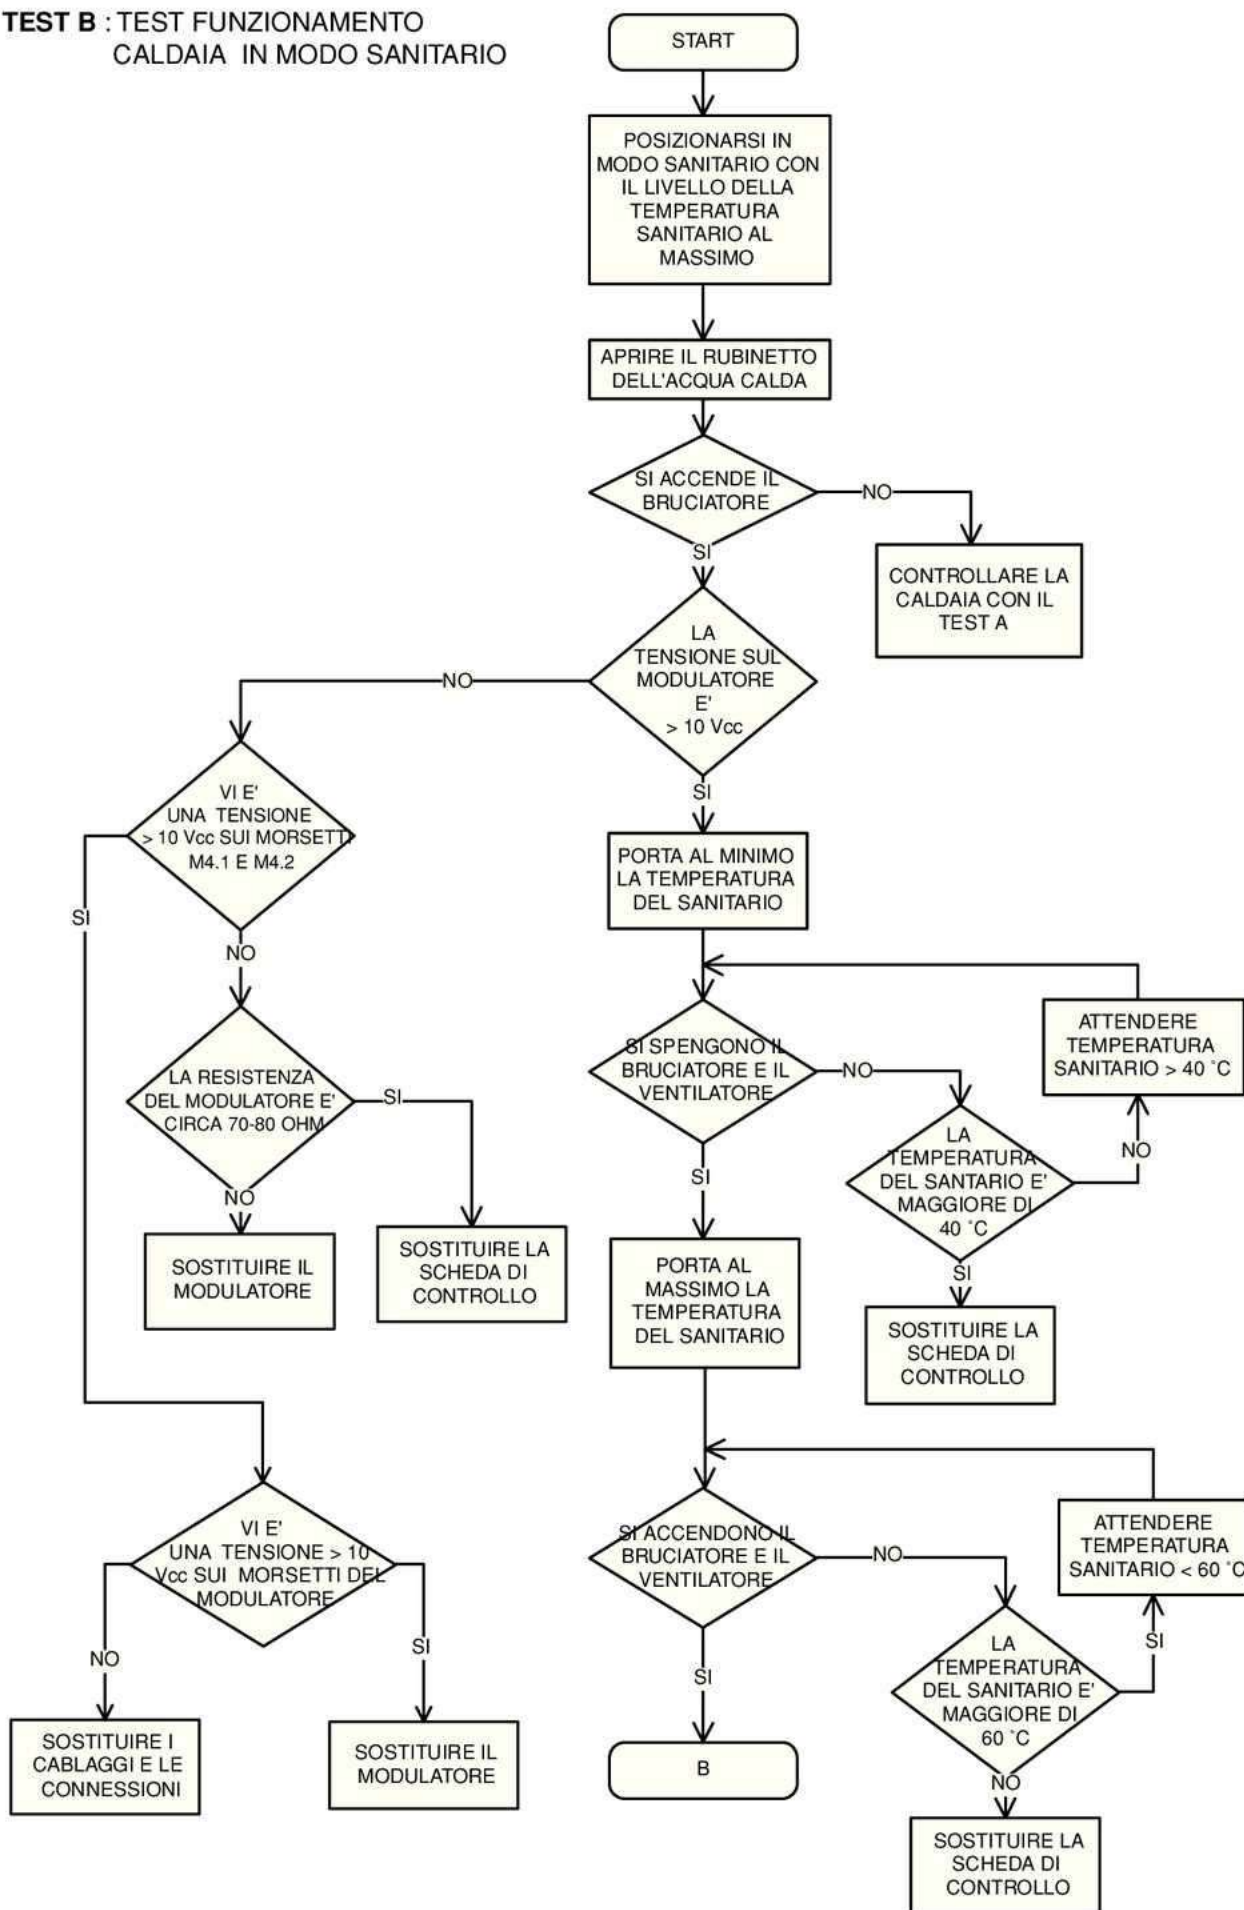 TEST B : TEST FUNZIONAMENTO
CALDAIA IN MODO SANITARIO
START
POSIZIONARSI IN
MODO SANITARIO CON
IL LIVELLO DELLA
TEMPERATURA
SANITARIO AL
MASSIMO
APRIRE IL RUBINETTO
DELL'ACQUA CALDA
SI ACCENDE IL
BRUCIATORE
NO
SI
CONTROLLARE LA
CALDAIA CON IL
TEST A
LA
TENSIONE SUL
MODULATORE
E'
> 10 Vcc
NO
SI
VI E'
UNA TENSIONE
> 10 Vcc SUI MORSETTI
M4.1 E M4.2
SI
NO
PORTA AL MINIMO
LA TEMPERATURA
DEL SANITARIO
SI SPENGONO IL
BRUCIATORE E IL
VENTILATORE
NO
SI
ATTENDERE
TEMPERATURA
SANITARIO > 40 °C
LA
TEMPERATURA
DEL SANTARIO E'
MAGGIORE DI
40 °C
NO
SI
SOSTITUIRE LA
SCHEDA DI
CONTROLLO
LA RESISTENZA
DEL MODULATORE E'
CIRCA 70-80 OHM
SI
NO
SOSTITUIRE IL
MODULATORE
SOSTITUIRE LA
SCHEDA DI
CONTROLLO
PORTA AL
MASSIMO LA
TEMPERATURA
DEL SANITARIO
SI ACCENDONO IL
BRUCIATORE E IL
VENTILATORE
NO
SI
ATTENDERE
TEMPERATURA
SANITARIO < 60 °C
LA
TEMPERATURA
DEL SANITARIO E'
MAGGIORE DI
60 °C
SI
NO
SOSTITUIRE LA
SCHEDA DI
CONTROLLO
VI E'
UNA TENSIONE > 10
Vcc SUI MORSETTI DEL
MODULATORE
NO
SI
SOSTITUIRE I
CABLAGGI E LE
CONNESSIONI
SOSTITUIRE IL
MODULATORE
B